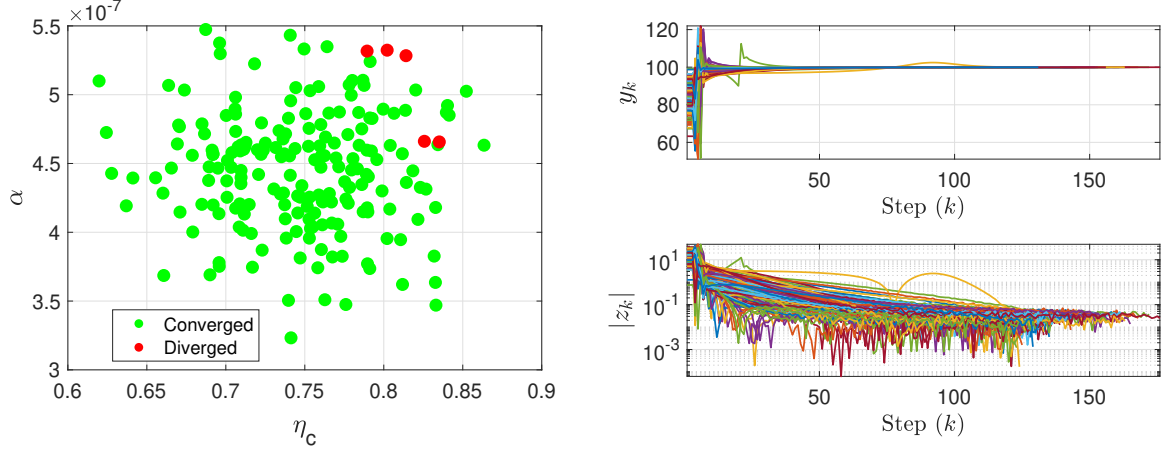 ×10⁻⁷
5.5
5
4.5
4
3.5
3
α
0.6 0.65 0.7 0.75 0.8 0.85 0.9
η_c
Converged
Diverged
120
100
80
60
y_k
50 100 150
Step (k)
10¹
10⁻¹
10⁻³
|z_k|
50 100 150
Step (k)